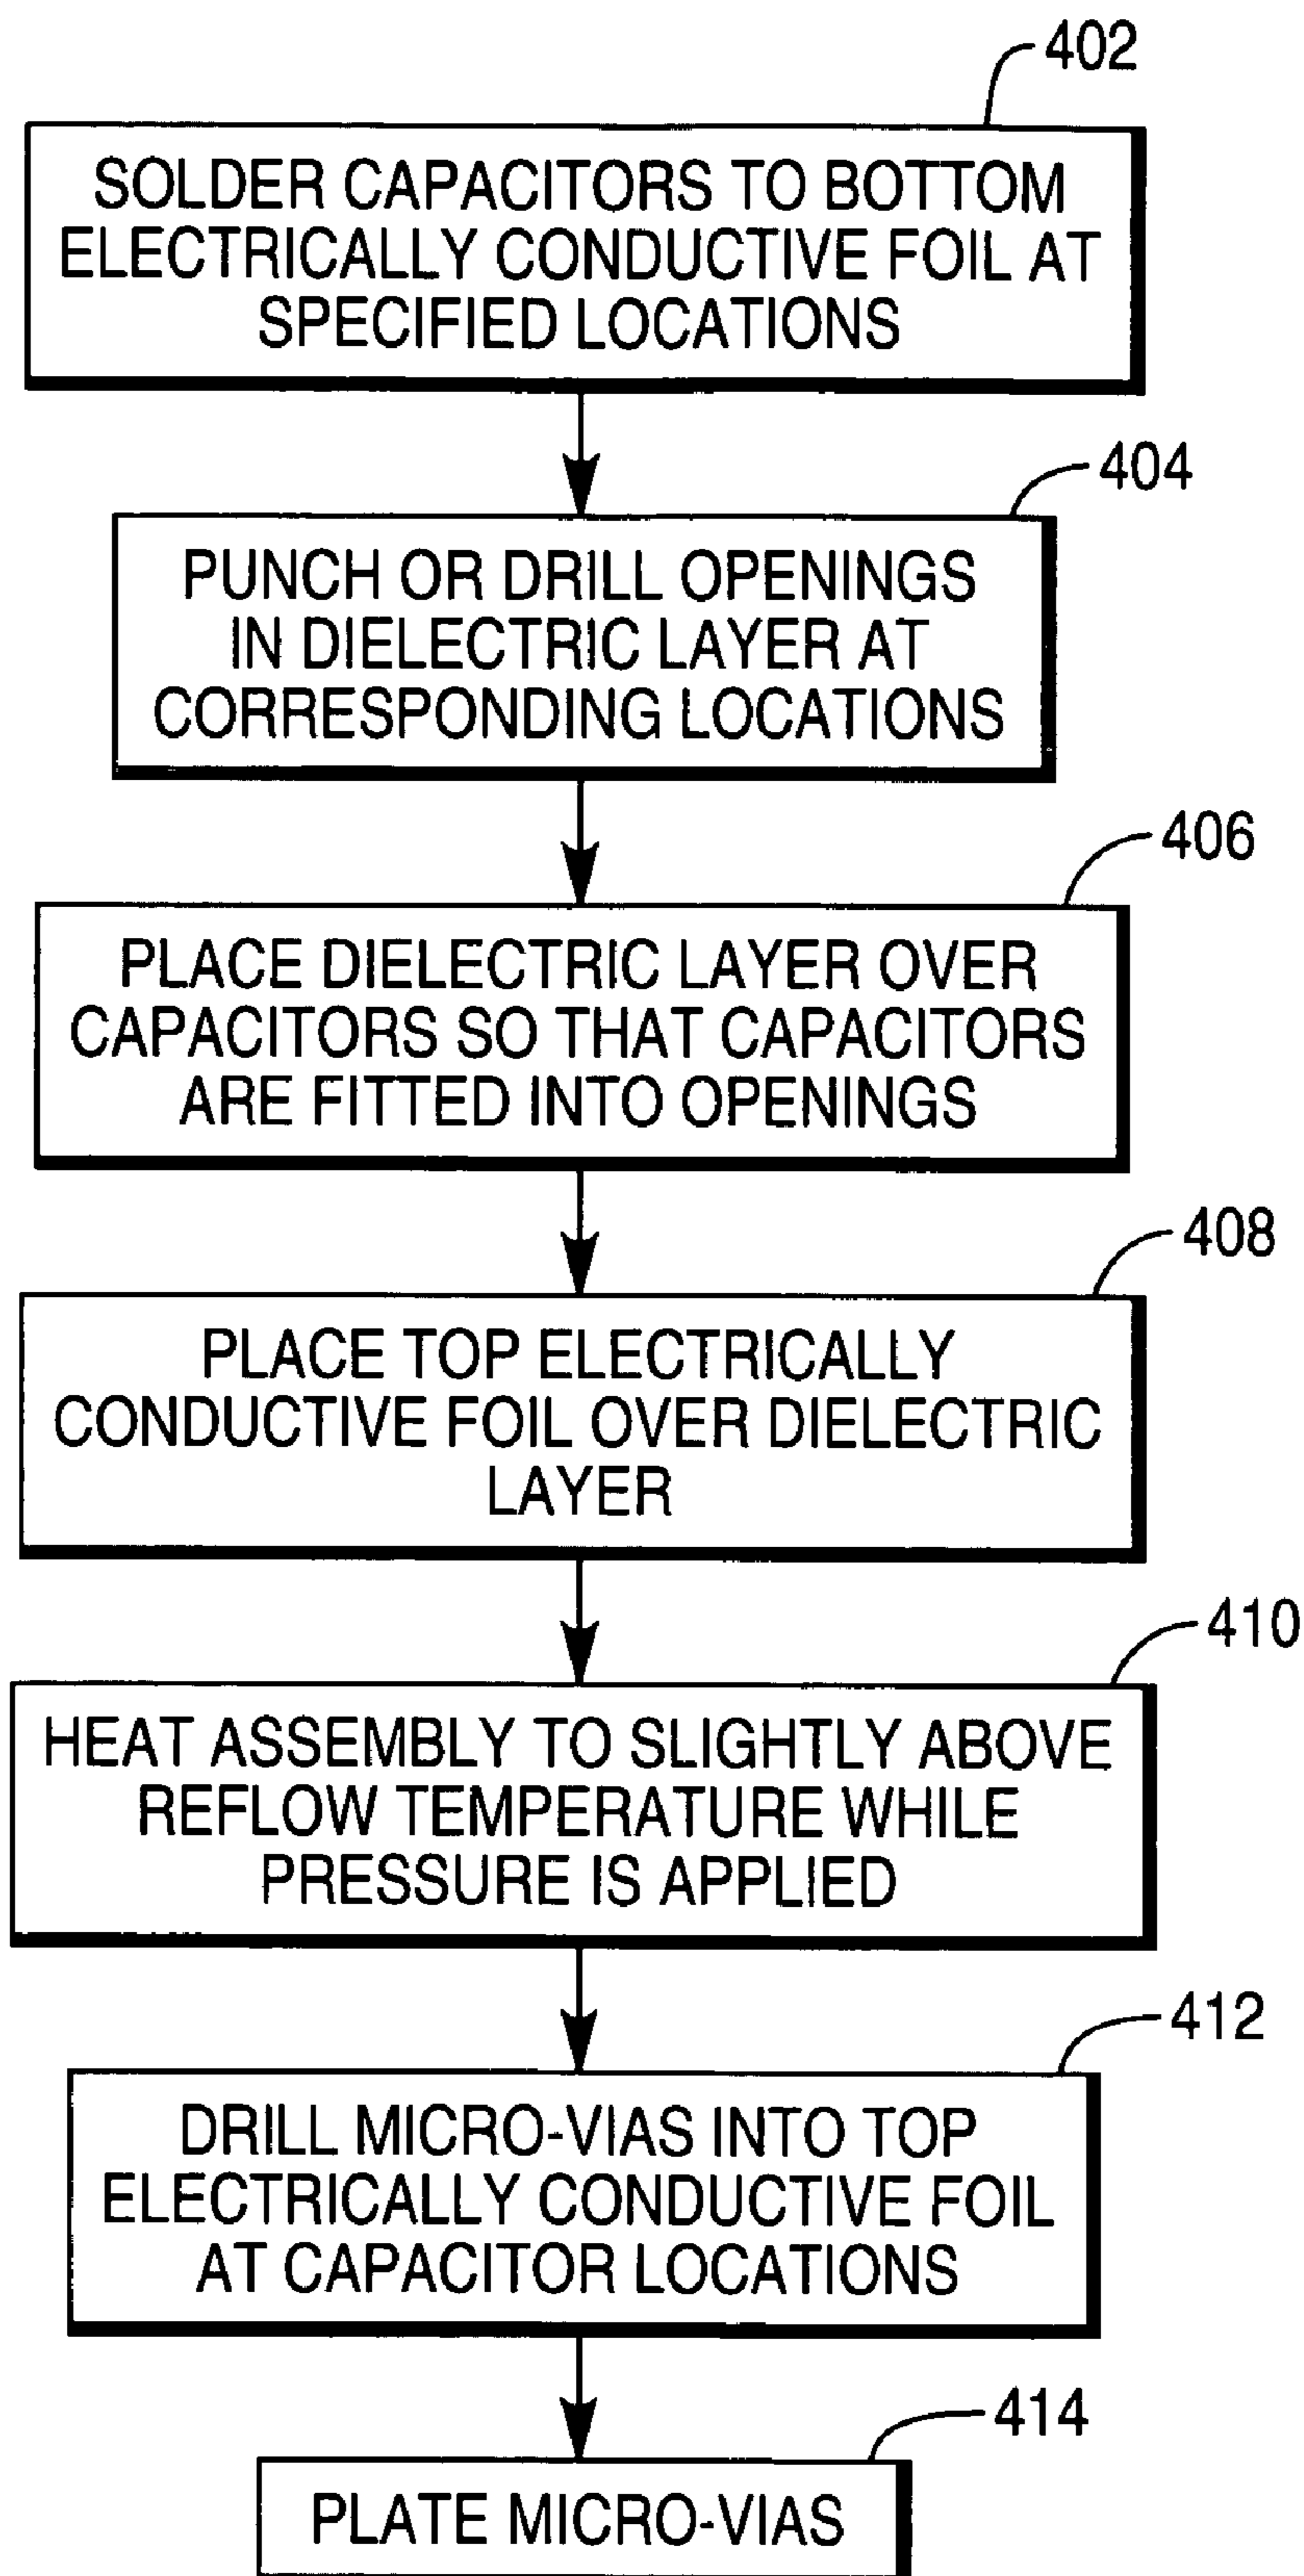 402
SOLDER CAPACITORS TO BOTTOM
ELECTRICALLY CONDUCTIVE FOIL AT
SPECIFIED LOCATIONS
404
PUNCH OR DRILL OPENINGS
IN DIELECTRIC LAYER AT
CORRESPONDING LOCATIONS
406
PLACE DIELECTRIC LAYER OVER
CAPACITORS SO THAT CAPACITORS
ARE FITTED INTO OPENINGS
408
PLACE TOP ELECTRICALLY
CONDUCTIVE FOIL OVER DIELECTRIC
LAYER
410
HEAT ASSEMBLY TO SLIGHTLY ABOVE
REFLOW TEMPERATURE WHILE
PRESSURE IS APPLIED
412
DRILL MICRO-VIAS INTO TOP
ELECTRICALLY CONDUCTIVE FOIL
AT CAPACITOR LOCATIONS
414
PLATE MICRO-VIAS